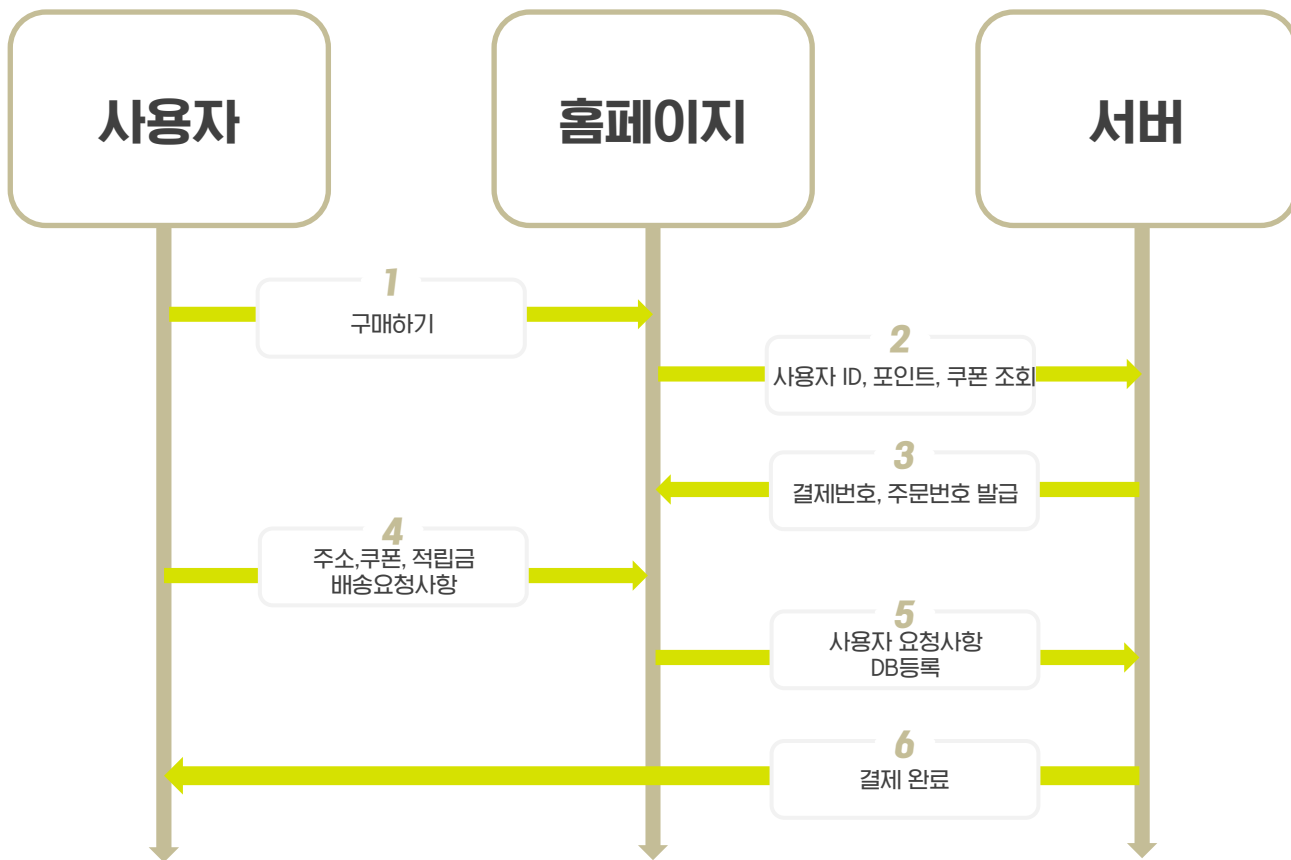 사용자
홈페이지
서버
1
구매하기
2
사용자 ID, 포인트, 쿠폰 조회
3
결제번호, 주문번호 발급
4
주소,쿠폰, 적립금
배송요청사항
5
사용자 요청사항
DB등록
6
결제 완료